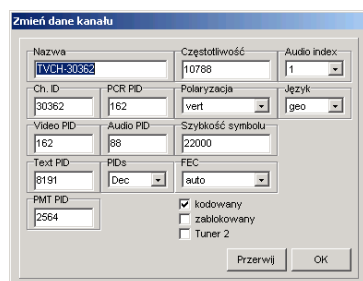 Zmień dane kanału
Nazwa Częstotliwość Audio index
TVCH-30362 10788 1
Ch. ID PCR PID Polaryzacja Język
30362 162 vert geo
Video PID Audio PID Szybkość symbolu
162 88 22000
Text PID PIDs FEC
8191 Dec auto
PMT PID
2564
kodowany
zablokowany
Tuner 2
Przerwij OK